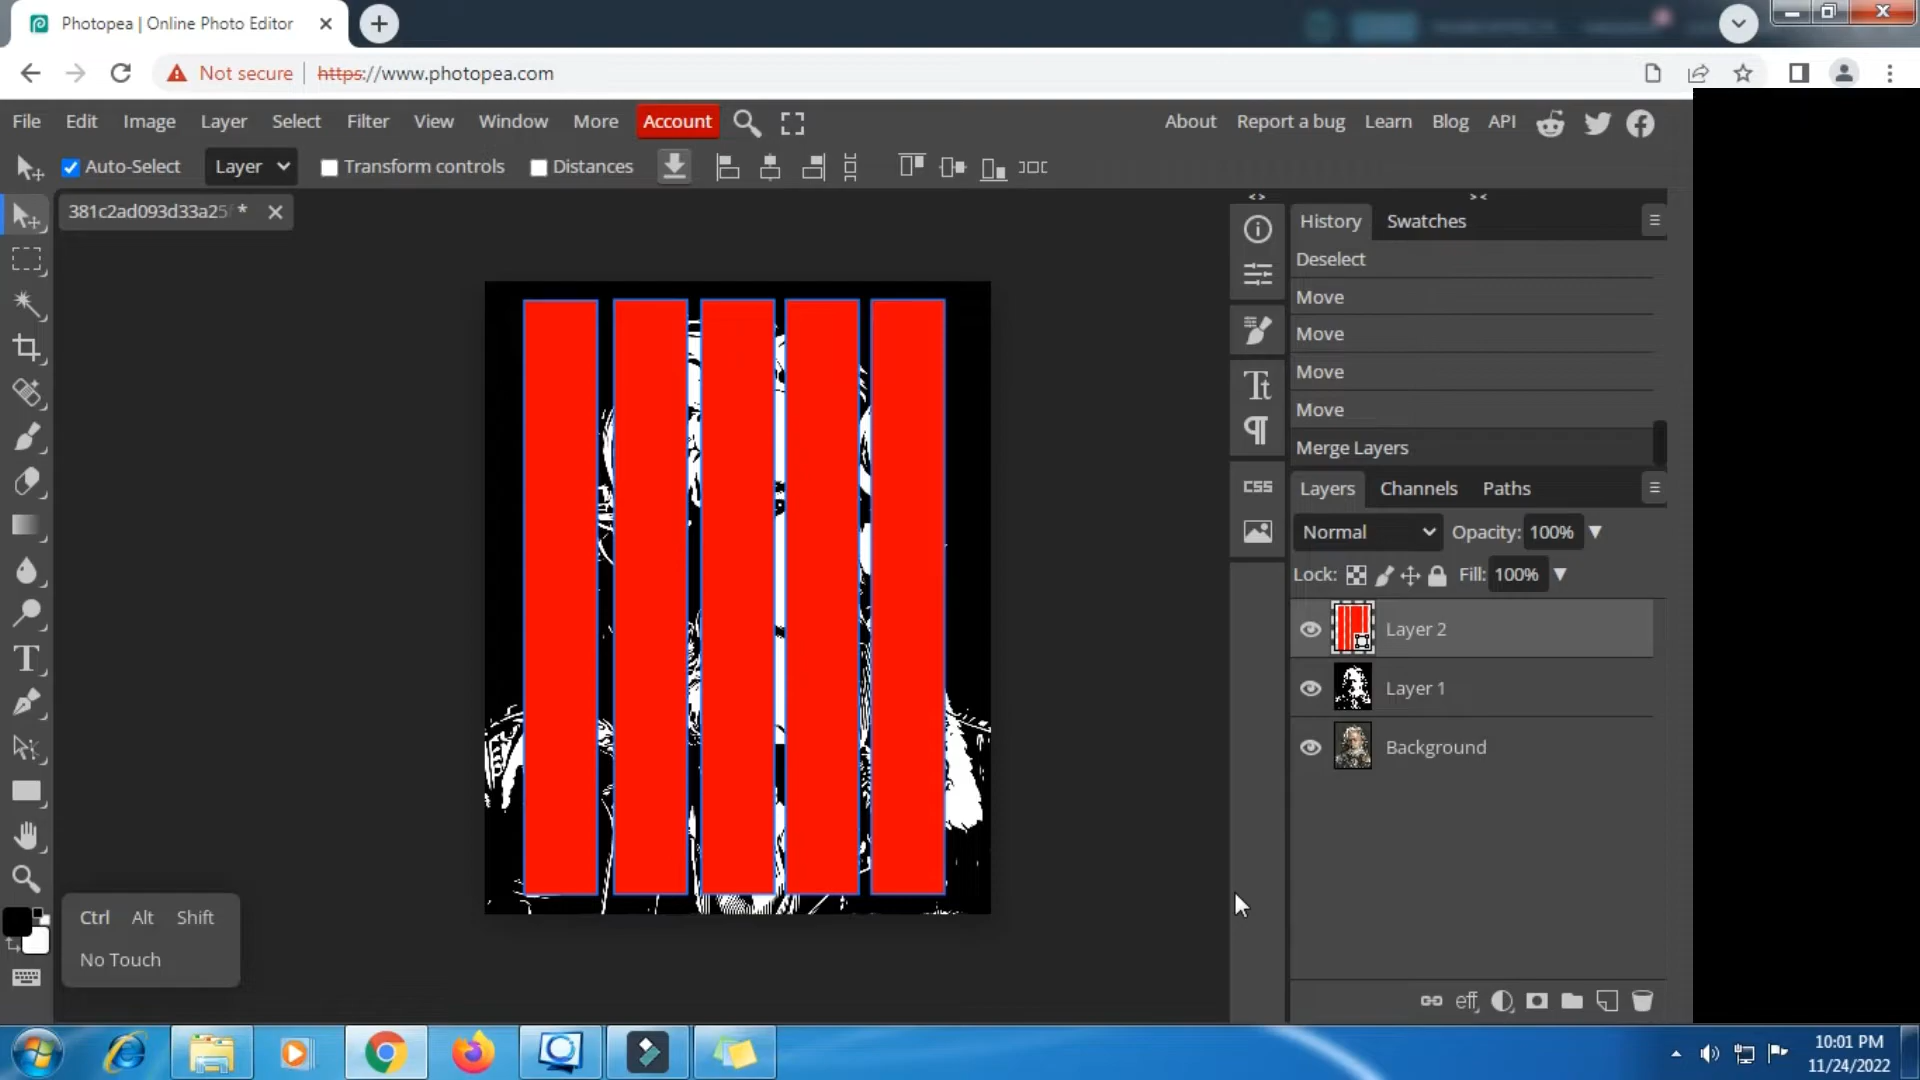 Photopea | Online Photo Editor
Not secure
https://www.photopea.com
File Edit Image Layer Select Filter View Window More Account
About Report a bug Learn Blog API
Auto-Select Layer Transform controls Distances
381c2ad093d33a25 *
History Swatches
Deselect
Move
Move
Move
Move
Merge Layers
CSS
Layers Channels Paths
Normal Opacity: 100%
Lock: Fill: 100%
Layer 2
Layer 1
Background
Ctrl Alt Shift
No Touch
eff
10:01 PM
11/24/2022